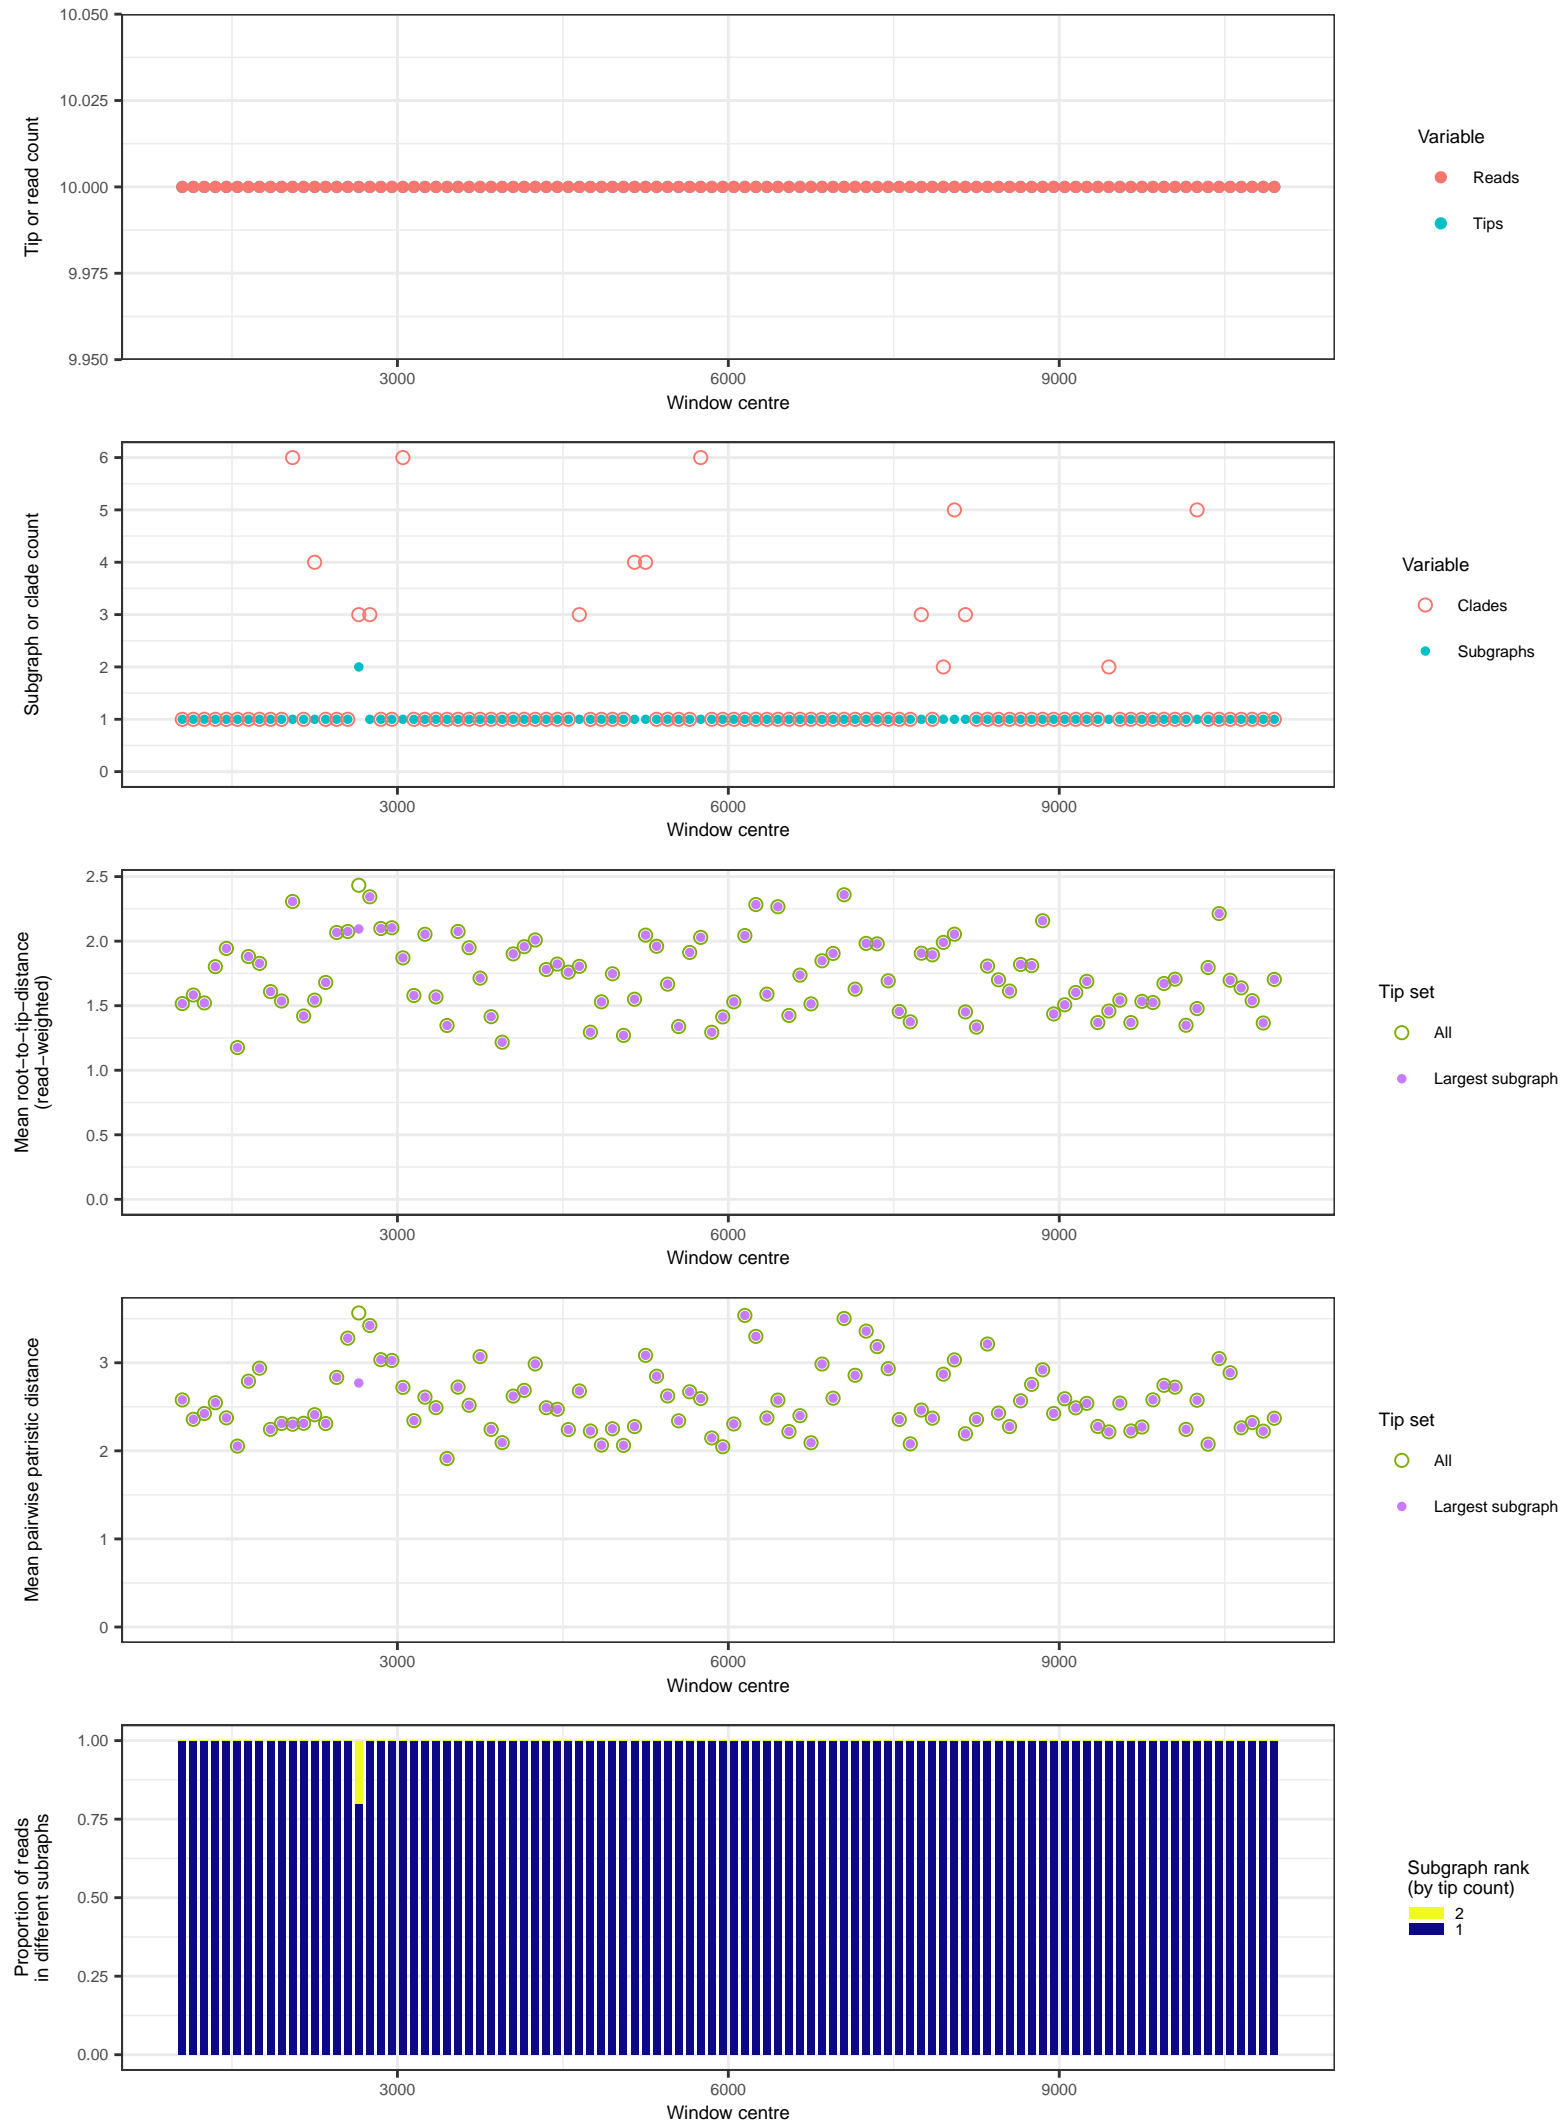 10.050
10.025
10.000
9.975
9.950
Tip or read count
3000 6000 9000
Window centre
Variable
Reads
Tips
6
5
4
3
2
1
0
Subgraph or clade count
3000 6000 9000
Window centre
Variable
Clades
Subgraphs
2.5
2.0
1.5
1.0
0.5
0.0
Mean root−to−tip−distance
(read−weighted)
3000 6000 9000
Window centre
Tip set
All
Largest subgraph
3
2
1
0
Mean pairwise patristic distance
3000 6000 9000
Window centre
Tip set
All
Largest subgraph
1.00
0.75
0.50
0.25
0.00
Proportion of reads
in different subraphs
3000 6000 9000
Window centre
Subgraph rank
(by tip count)
2
1